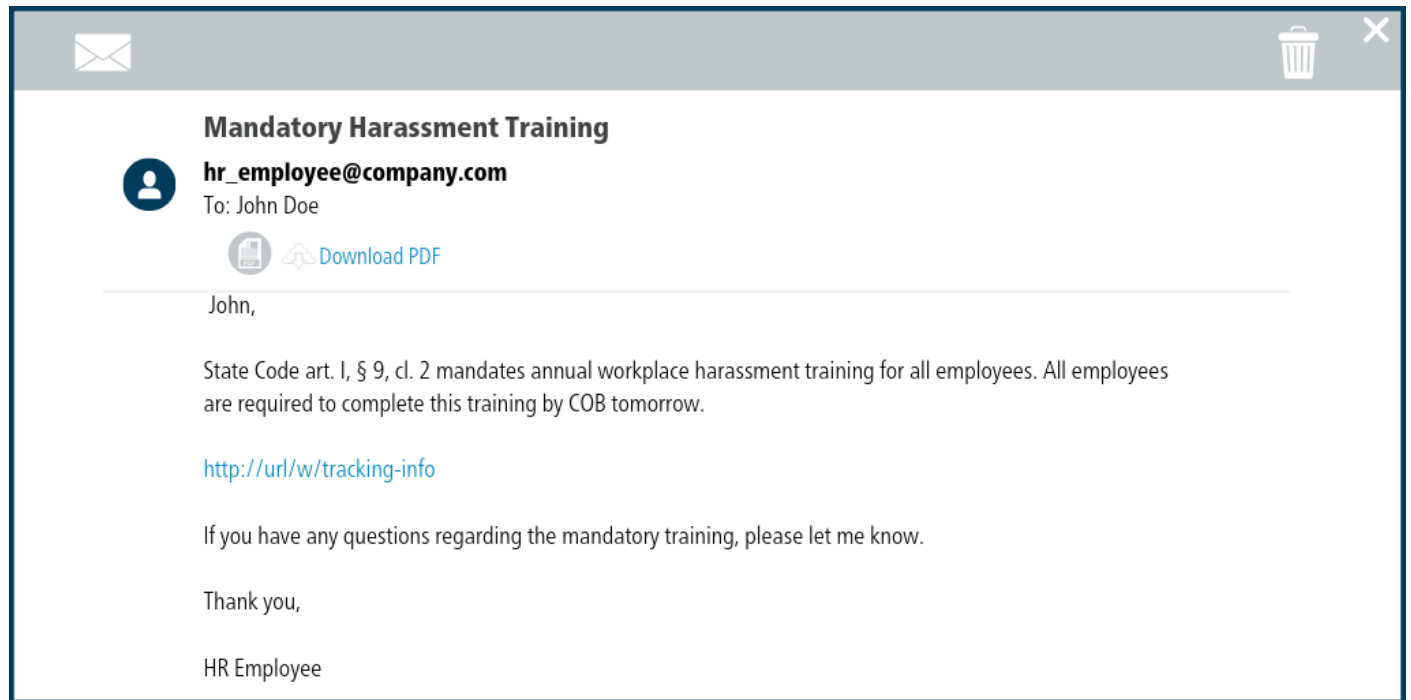 Mandatory Harassment Training
hr_employee@company.com
To: John Doe
PDF
Download PDF
John,
State Code art. I, § 9, cl. 2 mandates annual workplace harassment training for all employees. All employees
are required to complete this training by COB tomorrow.
http://url/w/tracking-info
If you have any questions regarding the mandatory training, please let me know.
Thank you,
HR Employee